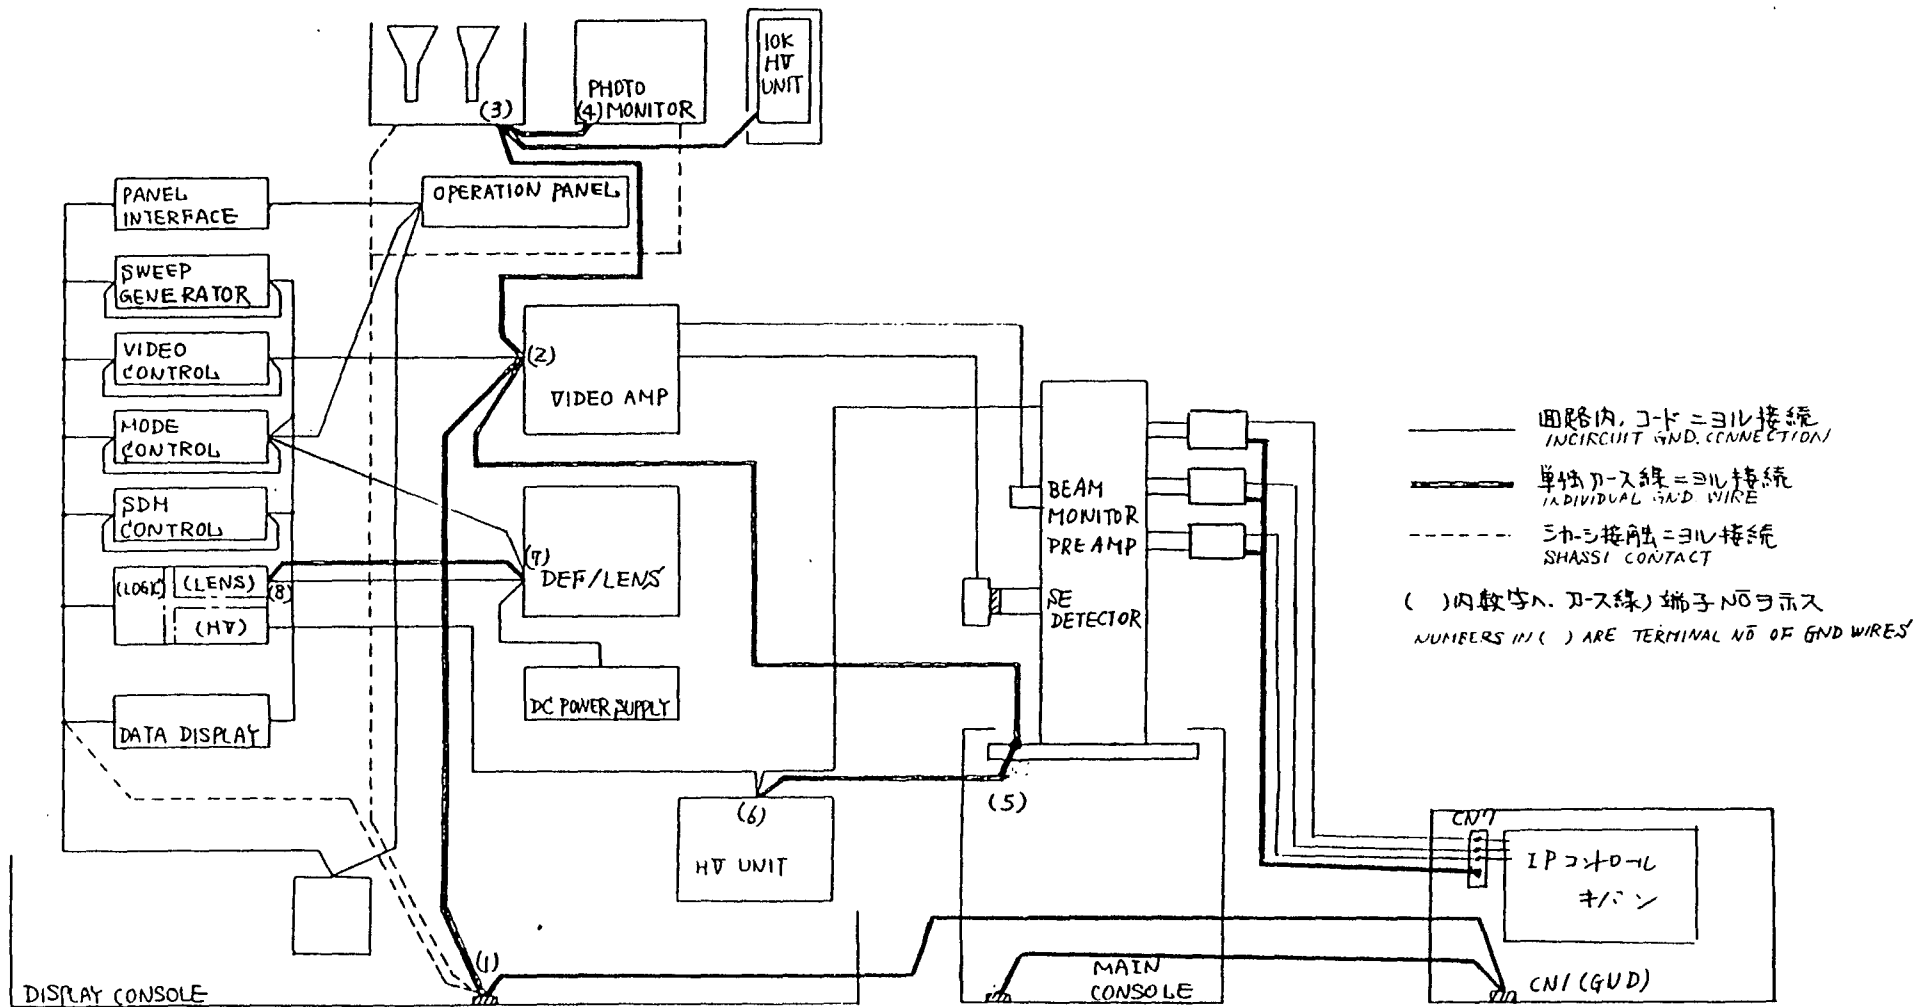 10K
HV
UNIT
PHOTO
MONITOR
(3)
(4)
PANEL
INTERFACE
OPERATION PANEL
SWEEP
GENERATOR
VIDEO
CONTROL
(2)
VIDEO AMP
MODE
CONTROL
SDM
CONTROL
(LOGIC)
(LENS)
(8)
(HV)
(7)
DEF/LENS
DC POWER SUPPLY
DATA DISPLAY
BEAM
MONITOR
PRE AMP
SE
DETECTOR
(5)
(6)
HV UNIT
(1)
DISPLAY CONSOLE
MAIN
CONSOLE
CN7
IPコントロール
キバン
CN1(GND)
回路内、コードニヨル接続
INCIRCUIT GND. CONNECTION
単独アース線ニヨル接続
INDIVIDUAL GND. WIRE
シャーシ接触ニヨル接続
SHASSI CONTACT
( )内数字ハ、アース線ノ端子NOヲ示ス
NUMBERS IN ( ) ARE TERMINAL NO OF GND WIRES